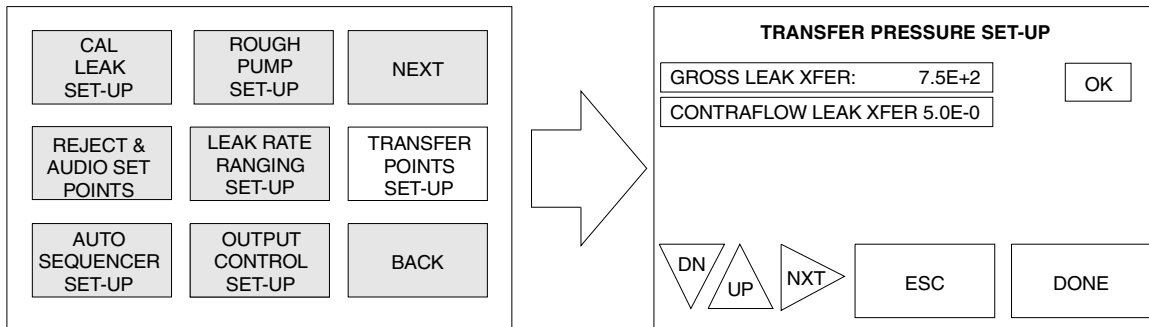 CAL
LEAK
SET-UP
ROUGH
PUMP
SET-UP
NEXT
REJECT &
AUDIO SET
POINTS
LEAK RATE
RANGING
SET-UP
TRANSFER
POINTS
SET-UP
AUTO
SEQUENCER
SET-UP
OUTPUT
CONTROL
SET-UP
BACK
TRANSFER PRESSURE SET-UP
GROSS LEAK XFER: 7.5E+2
OK
CONTRAFLOW LEAK XFER 5.0E-0
DN
UP
NXT
ESC
DONE